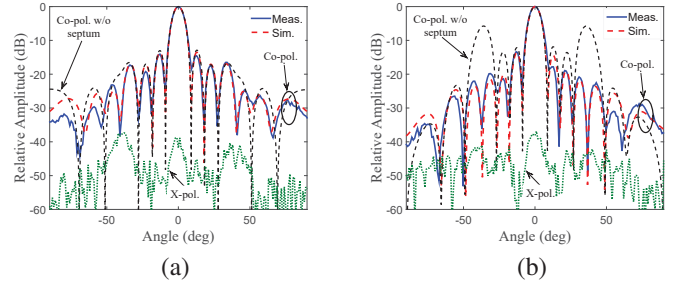 0
-10
-20
-30
-40
-50
-60
Relative Amplitude (dB)
-50
0
50
Angle (deg)
Co-pol. w/o
septum
Meas.
Sim.
Co-pol.
X-pol.
(a)
0
-10
-20
-30
-40
-50
-60
Relative Amplitude (dB)
-50
0
50
Angle (deg)
Co-pol. w/o
septum
Meas.
Sim.
Co-pol.
X-pol.
(b)